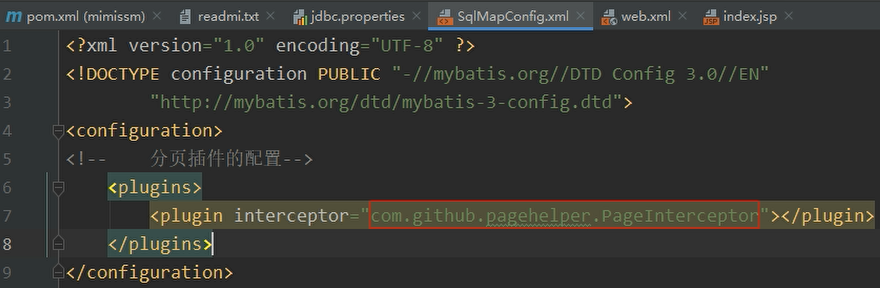 pom.xml (mimissm) readmi.txt jdbc.properties SqlMapConfig.xml web.xml index.jsp
1 <?xml version="1.0" encoding="UTF-8" ?>
2 <!DOCTYPE configuration PUBLIC "-//mybatis.org//DTD Config 3.0//EN"
3 "http://mybatis.org/dtd/mybatis-3-config.dtd">
4 <configuration>
5 <!-- 分页插件的配置-->
6 <plugins>
7 <plugin interceptor="com.github.pagehelper.PageInterceptor"></plugin>
8 </plugins>
9 </configuration>